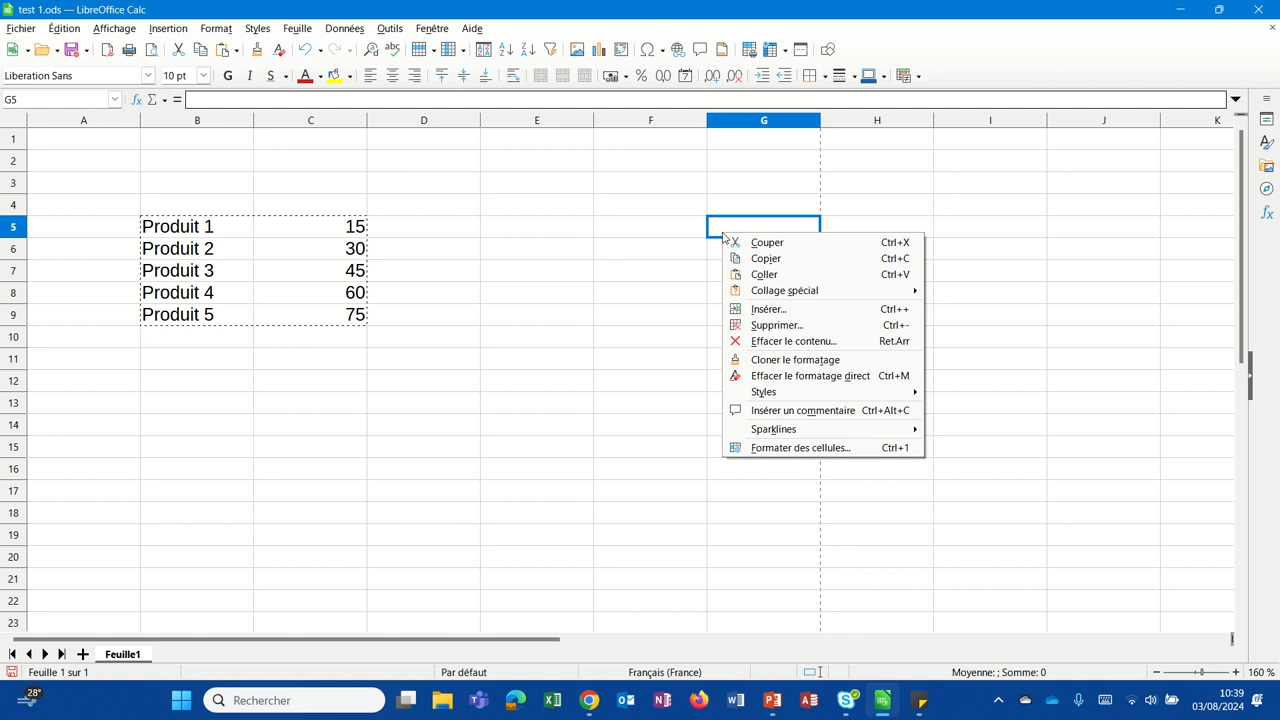 test 1.ods — LibreOffice Calc
Fichier Édition Affichage Insertion Format Styles Feuille Données Outils Fenêtre Aide
Liberation Sans 10 pt
G5
A B C D E F G H I J K
1
2
3
4
5 Produit 1 15
6 Produit 2 30
7 Produit 3 45
8 Produit 4 60
9 Produit 5 75
10
11
12
13
14
15
16
17
18
19
20
21
22
23
Couper Ctrl+X
Copier Ctrl+C
Coller Ctrl+V
Collage spécial
Insérer... Ctrl++
Supprimer... Ctrl+-
Effacer le contenu... Ret.Arr
Cloner le formatage
Effacer le formatage direct Ctrl+M
Styles
Insérer un commentaire Ctrl+Alt+C
Sparklines
Formater des cellules... Ctrl+1
Feuille1
Feuille 1 sur 1 Par défaut Français (France) Moyenne: ; Somme: 0 160 %
28°
Rechercher
10:39
03/08/2024